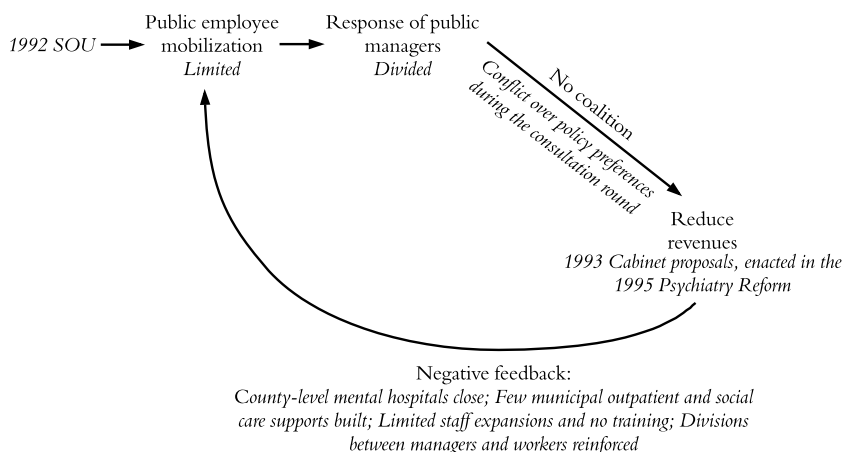 1992 SOU
Public employee
mobilization
Limited
Response of public
managers
Divided
No coalition
Conflict over policy preferences
during the consultation round
Reduce
revenues
1993 Cabinet proposals, enacted in the
1995 Psychiatry Reform
Negative feedback:
County-level mental hospitals close; Few municipal outpatient and social
care supports built; Limited staff expansions and no training; Divisions
between managers and workers reinforced